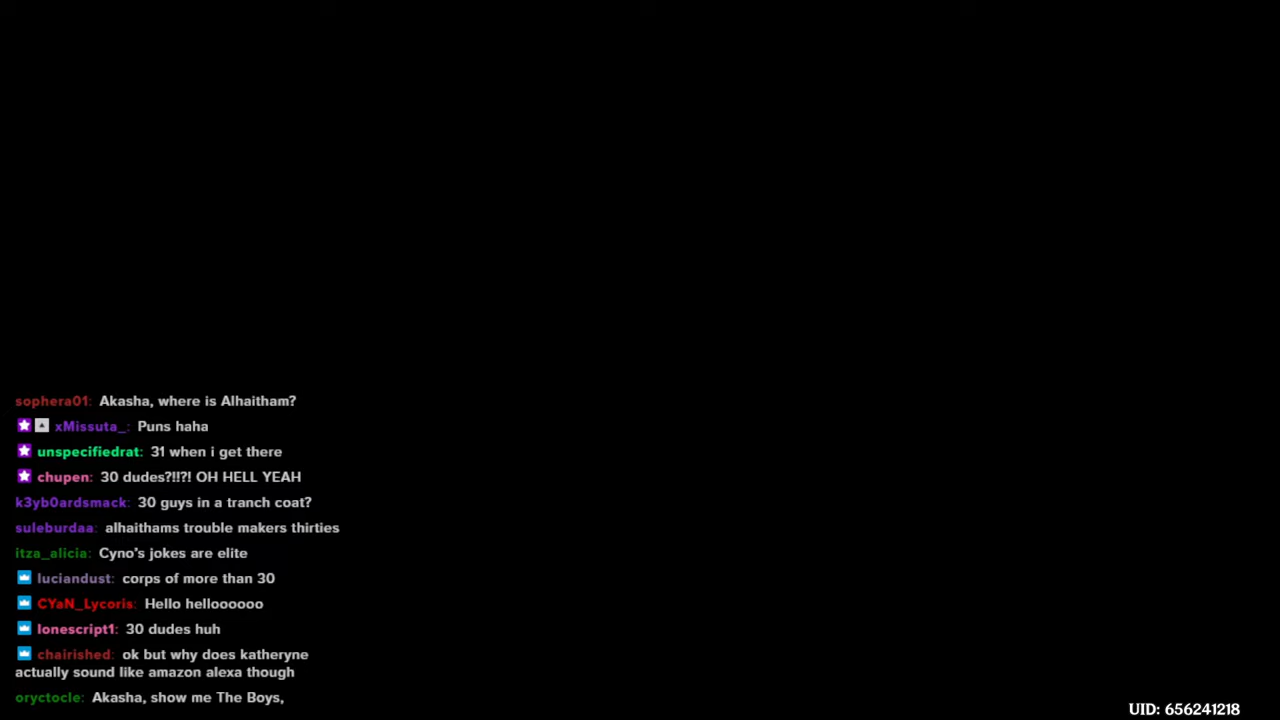 sophera01: Akasha, where is Alhaitham?
xMissuta_: Puns haha
unspecifiedrat: 31 when i get there
chupen: 30 dudes?!!?! OH HELL YEAH
k3yb0ardsmack: 30 guys in a tranch coat?
suleburdaa: alhaithams trouble makers thirties
itza_alicia: Cyno's jokes are elite
luciandust: corps of more than 30
CYaN_Lycoris: Hello helloooooo
lonescript1: 30 dudes huh
chairished: ok but why does katheryne
actually sound like amazon alexa though
oryctocle: Akasha, show me The Boys,
UID: 656241218